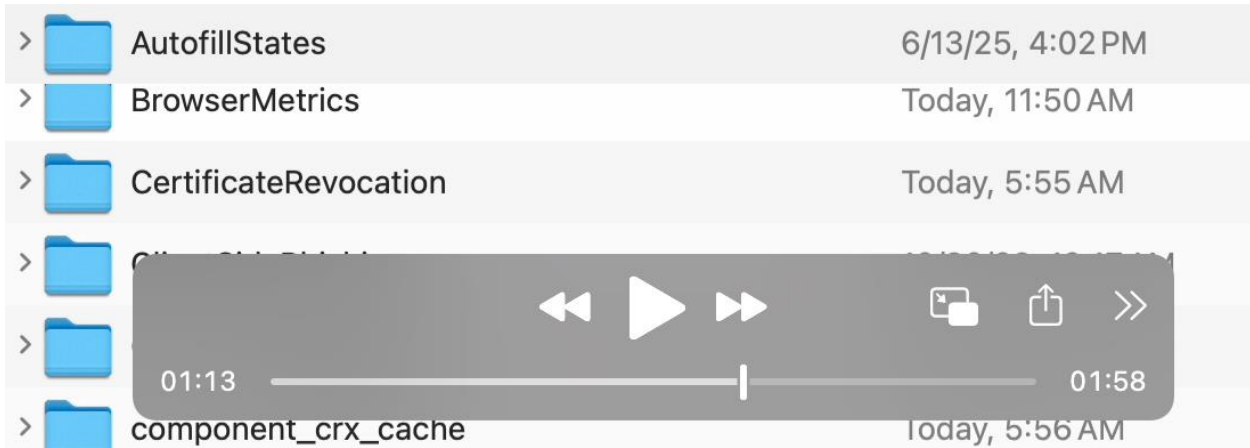 AutofillStates 6/13/25, 4:02 PM
BrowserMetrics Today, 11:50 AM
CertificateRevocation Today, 5:55 AM
01:13 01:58
component_crx_cache Today, 5:56 AM